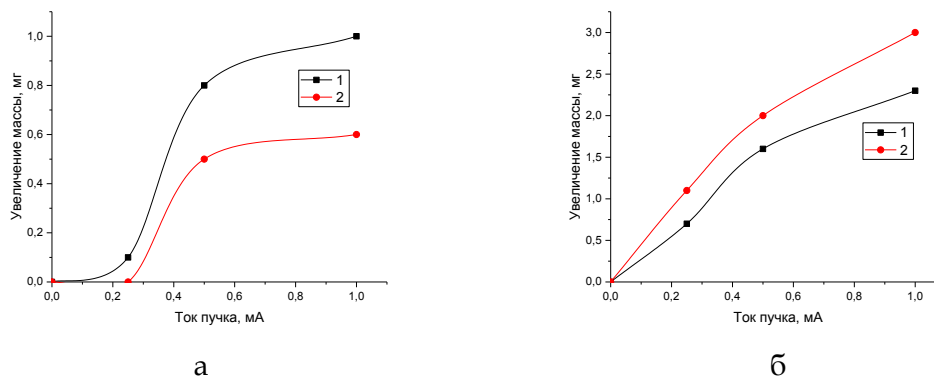 Увеличение массы, мг
1,0
0,8
0,6
0,4
0,2
0,0
1
2
0,0 0,2 0,4 0,6 0,8 1,0
Ток пучка, мА
а
Увеличение массы, мг
3,0
2,5
2,0
1,5
1,0
0,5
0,0
1
2
0,0 0,2 0,4 0,6 0,8 1,0
Ток пучка, мА
б